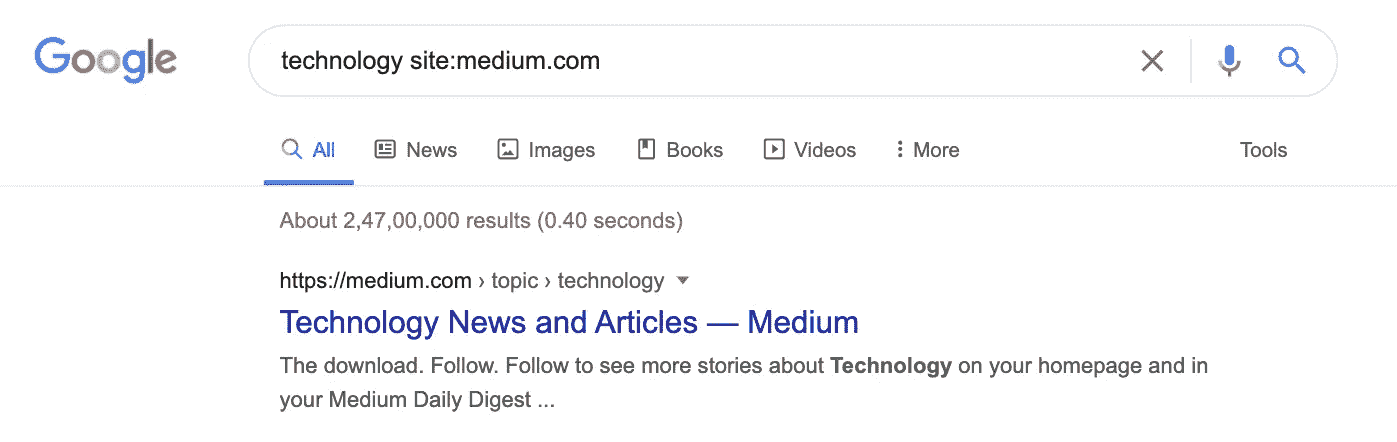 Google
technology site:medium.com
All News Images Books Videos More Tools
About 2,47,00,000 results (0.40 seconds)
https://medium.com › topic › technology
Technology News and Articles — Medium
The download. Follow. Follow to see more stories about Technology on your homepage and in
your Medium Daily Digest ...